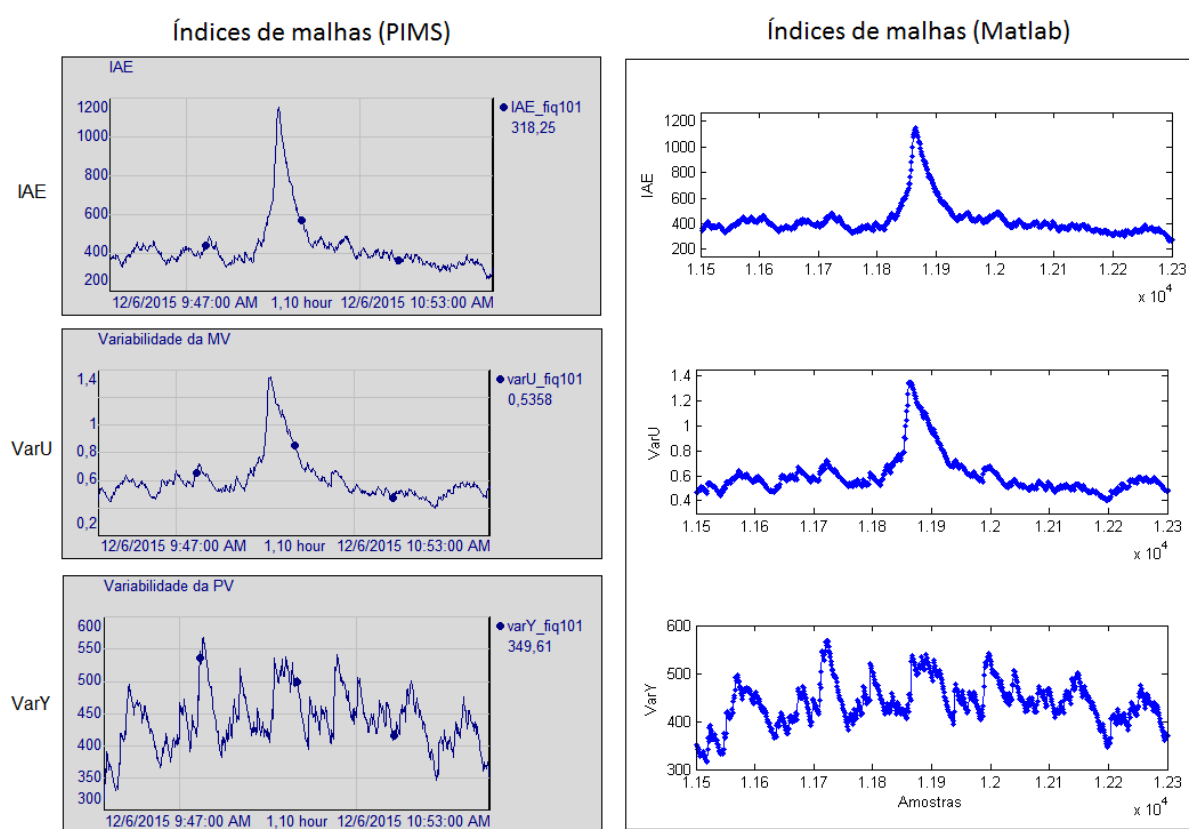 Índices de malhas (PIMS)
Índices de malhas (Matlab)
IAE
IAE
1200
1000
800
600
400
200
12/6/2015 9:47:00 AM 1,10 hour 12/6/2015 10:53:00 AM
IAE_fiq101
318,25
IAE
1200
1000
800
600
400
200
1.15 1.16 1.17 1.18 1.19 1.2 1.21 1.22 1.23
x 10^4
VarU
Variabilidade da MV
1,4
1
0,8
0,6
0,2
12/6/2015 9:47:00 AM 1,10 hour 12/6/2015 10:53:00 AM
varU_fiq101
0,5358
VarU
1.4
1.2
1
0.8
0.6
0.4
1.15 1.16 1.17 1.18 1.19 1.2 1.21 1.22 1.23
x 10^4
VarY
Variabilidade da PV
600
550
500
450
400
350
300
12/6/2015 9:47:00 AM 1,10 hour 12/6/2015 10:53:00 AM
varY_fiq101
349,61
VarY
600
500
400
300
1.15 1.16 1.17 1.18 1.19 1.2 1.21 1.22 1.23
Amostras
x 10^4